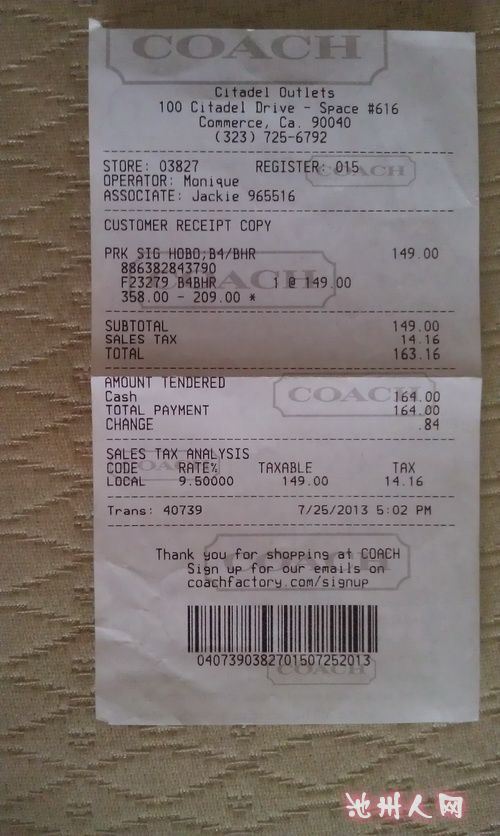 COACH
Citadel Outlets
100 Citadel Drive - Space #616
Commerce, Ca. 90040
(323) 725-6792
STORE: 03827 REGISTER: 015
OPERATOR: Monique
ASSOCIATE: Jackie 965516
CUSTOMER RECEIPT COPY
PRK SIG HOBO;B4/BHR 149.00
886382843790
F23279 B4BHR 1 @ 149.00
358.00 - 209.00 *
SUBTOTAL 149.00
SALES TAX 14.16
TOTAL 163.16
AMOUNT TENDERED
Cash 164.00
TOTAL PAYMENT 164.00
CHANGE .84
SALES TAX ANALYSIS
CODE RATE% TAXABLE TAX
LOCAL 9.50000 149.00 14.16
Trans: 40739 7/25/2013 5:02 PM
Thank you for shopping at COACH
Sign up for our emails on
coachfactory.com/signup
0407390382701507252013
池州人网